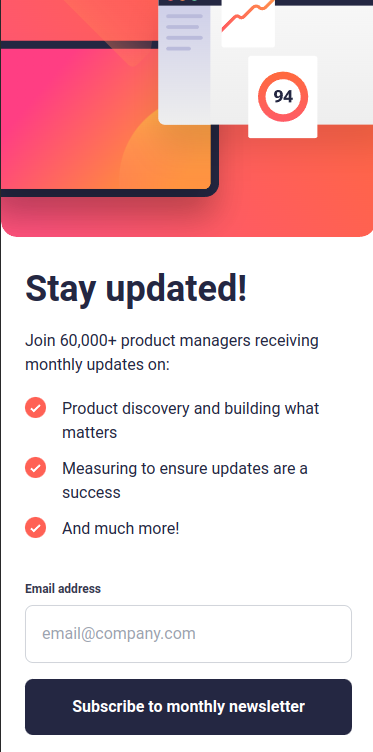 94
Stay updated!
Join 60,000+ product managers receiving
monthly updates on:
Product discovery and building what
matters
Measuring to ensure updates are a
success
And much more!
Email address
email@company.com
Subscribe to monthly newsletter